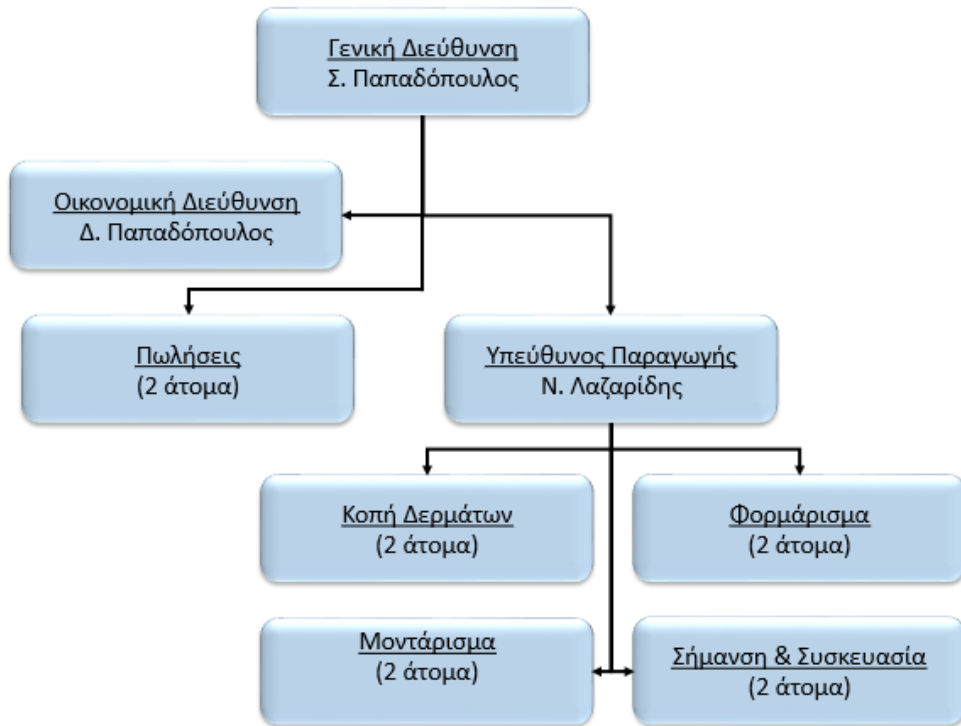 Γενική Διεύθυνση
Σ. Παπαδόπουλος
Οικονομική Διεύθυνση
Δ. Παπαδόπουλος
Πωλήσεις
(2 άτομα)
Υπεύθυνος Παραγωγής
Ν. Λαζαρίδης
Κοπή Δερμάτων
(2 άτομα)
Φορμάρισμα
(2 άτομα)
Μοντάρισμα
(2 άτομα)
Σήμανση & Συσκευασία
(2 άτομα)